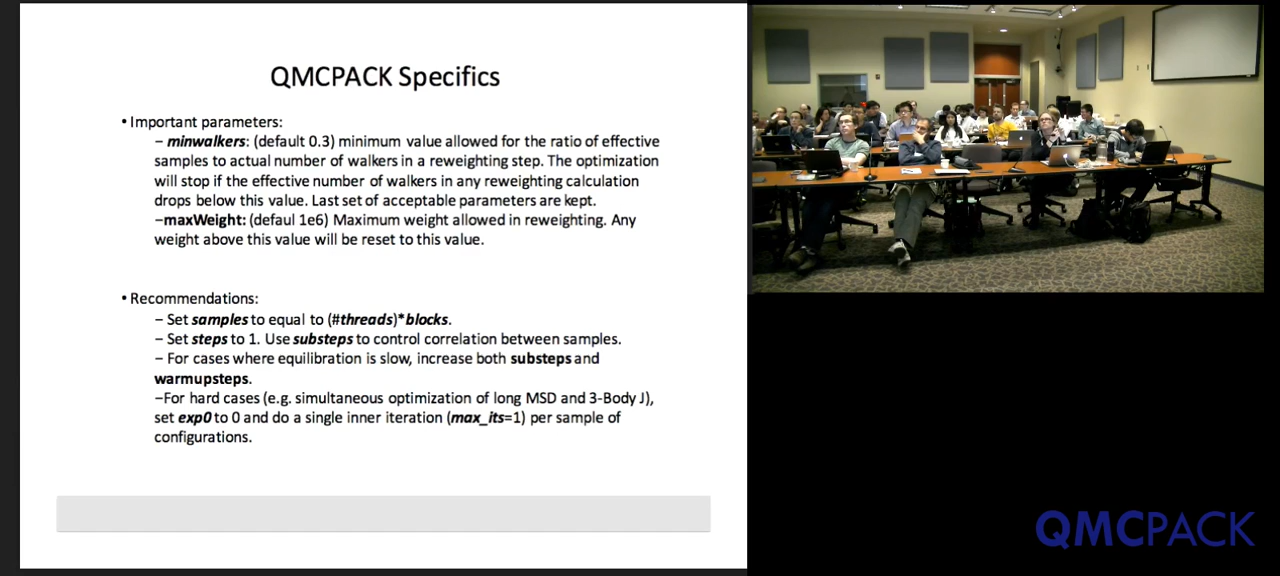 QMCPACK Specifics
• Important parameters:
– minwalkers: (default 0.3) minimum value allowed for the ratio of effective
samples to actual number of walkers in a reweighting step. The optimization
will stop if the effective number of walkers in any reweighting calculation
drops below this value. Last set of acceptable parameters are kept.
–maxWeight: (defaul 1e6) Maximum weight allowed in reweighting. Any
weight above this value will be reset to this value.
• Recommendations:
– Set samples to equal to (#threads)*blocks.
– Set steps to 1. Use substeps to control correlation between samples.
– For cases where equilibration is slow, increase both substeps and
warmupsteps.
–For hard cases (e.g. simultaneous optimization of long MSD and 3-Body J),
set exp0 to 0 and do a single inner iteration (max_its=1) per sample of
configurations.
QMCPACK